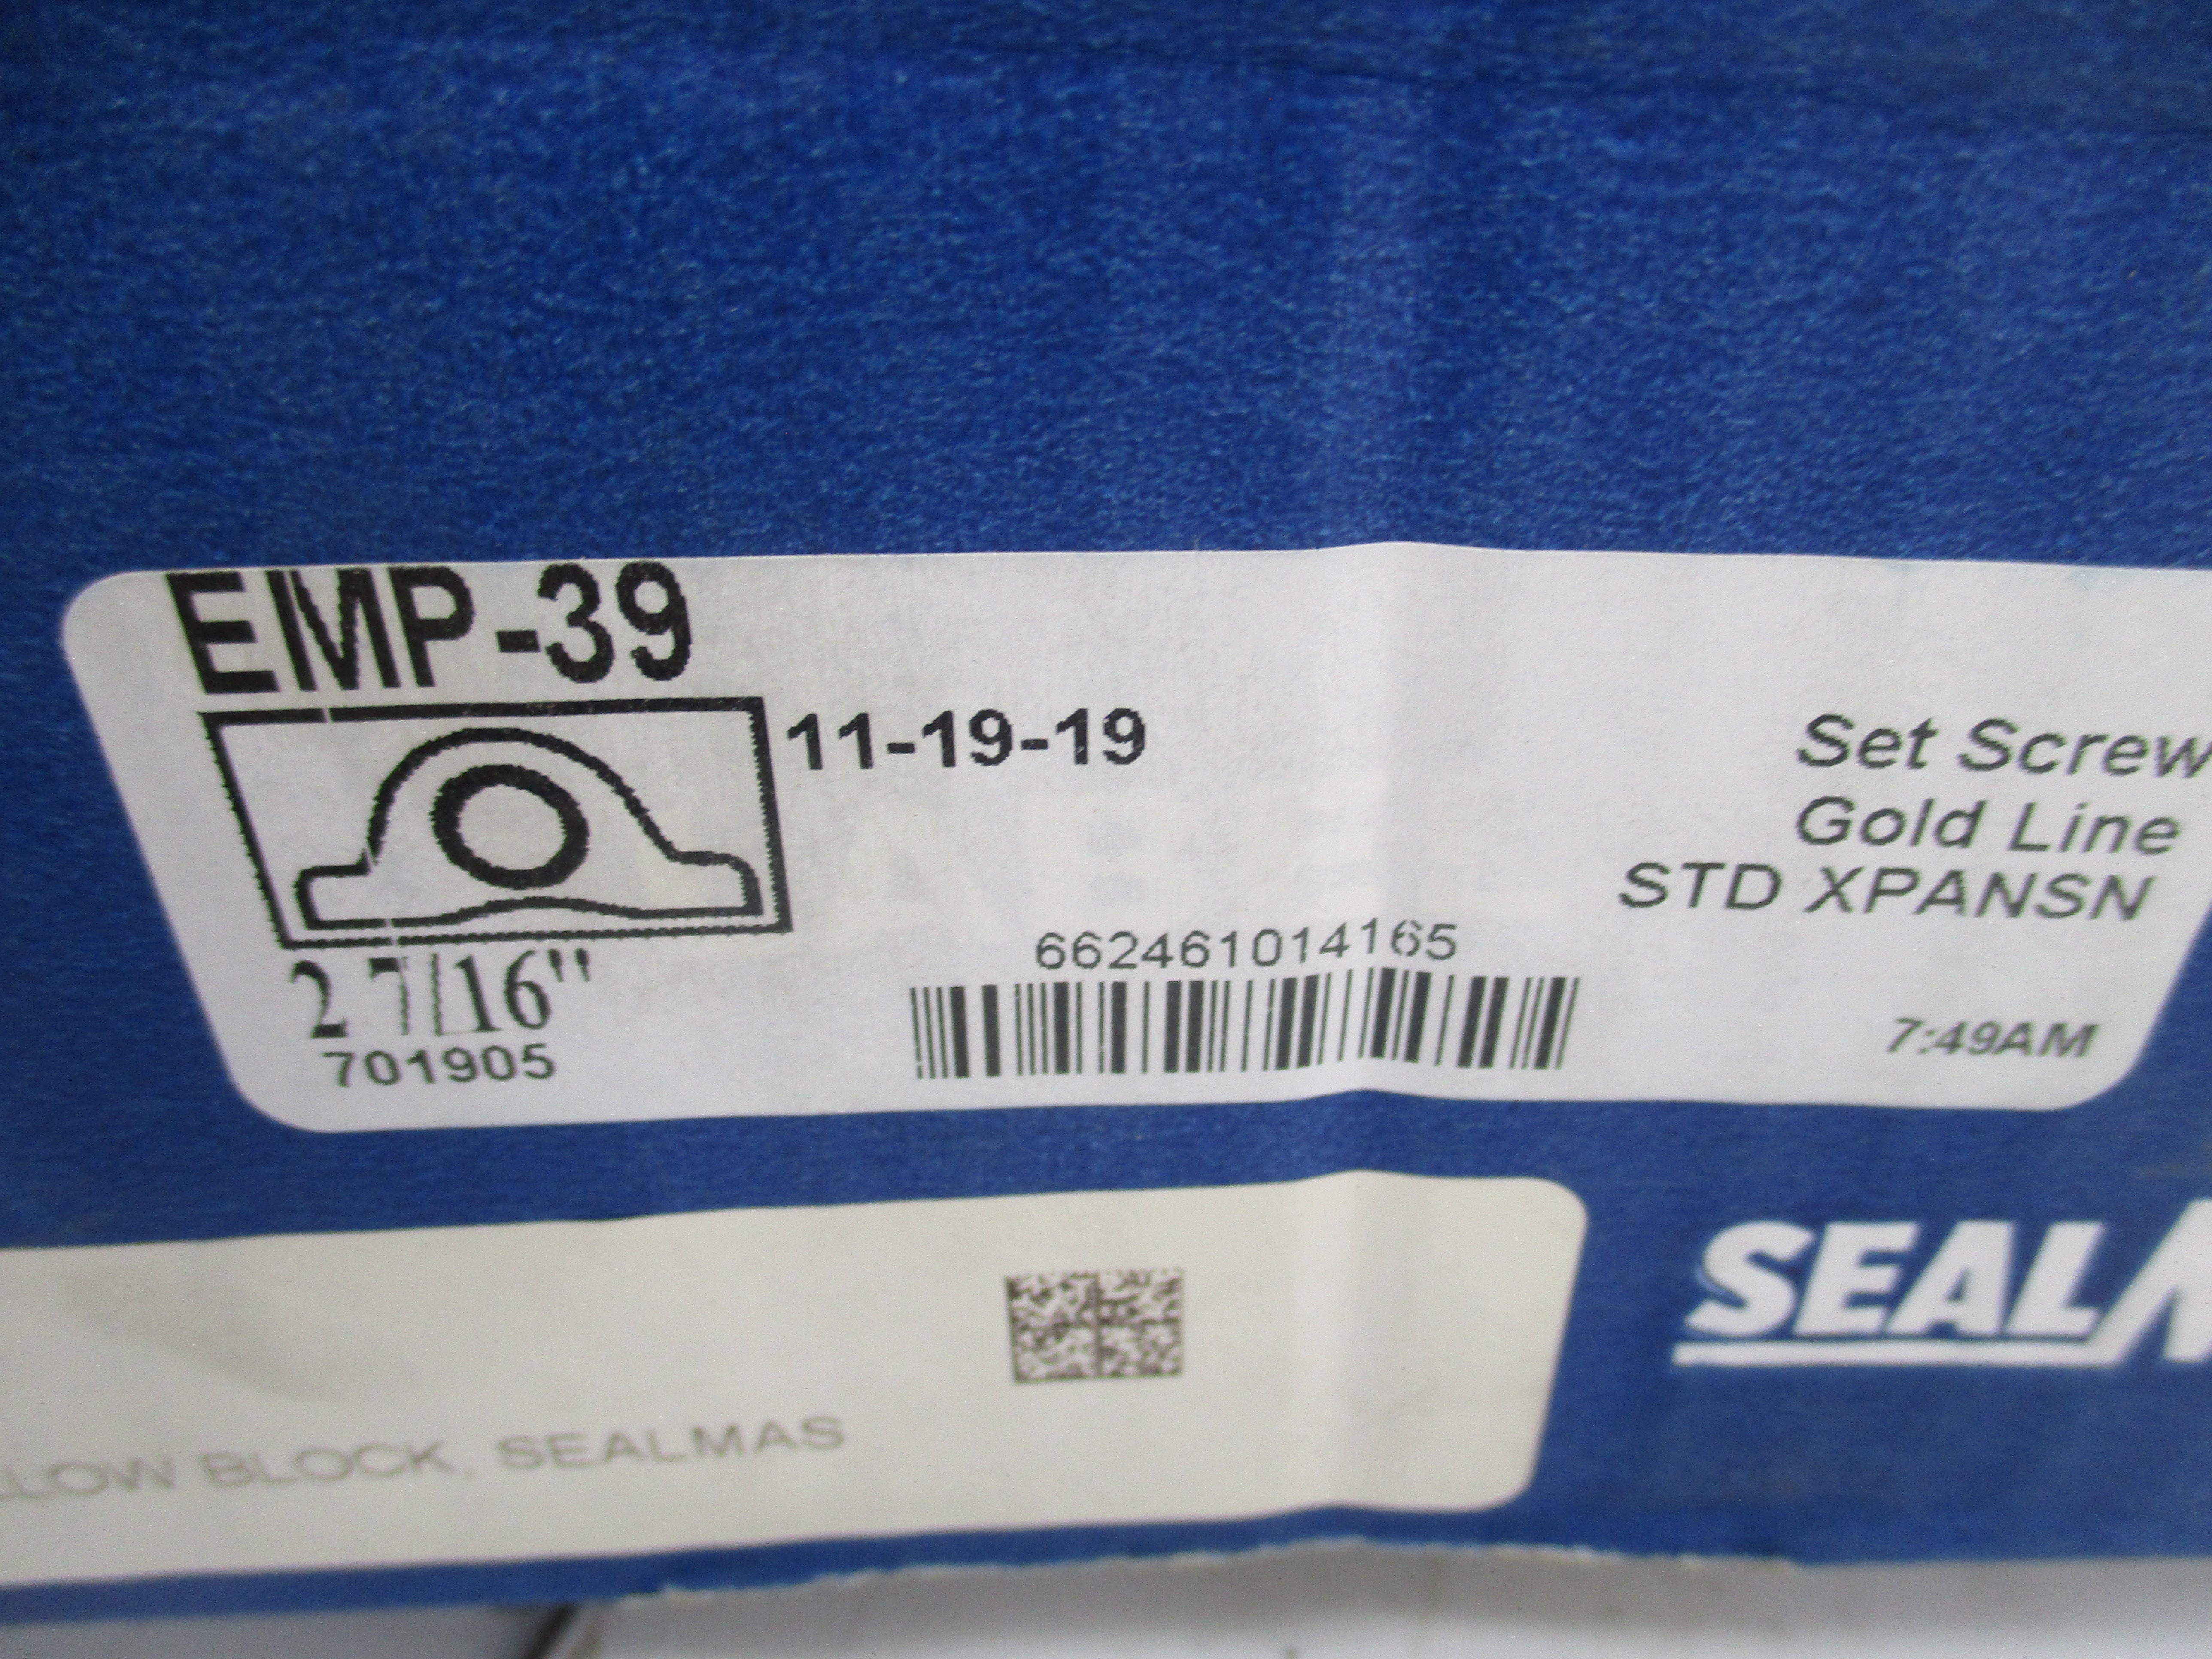 EMP-39
11-19-19
Set Screw
Gold Line
STD XPANSN
662461014165
2 7/16"
701905
7:49AM
SEAL
BLOCK, SEALMAS